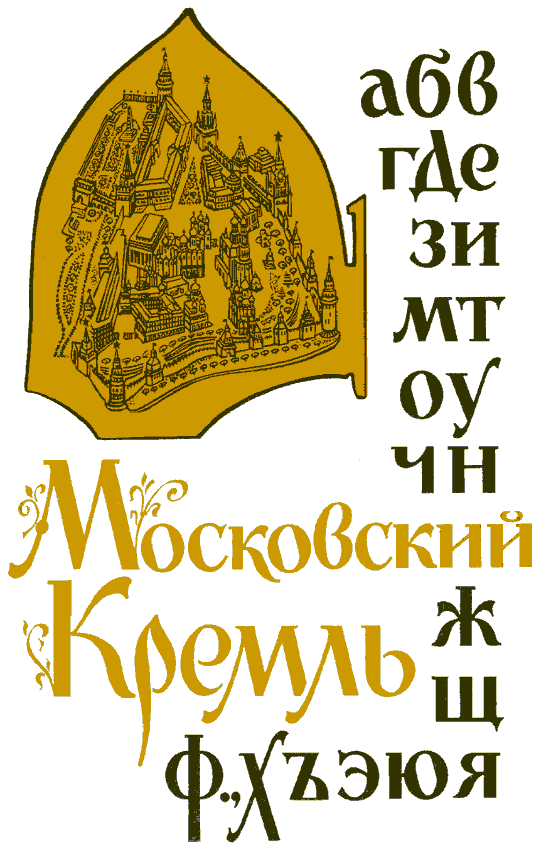 абв
где
зи
мт
оу
чн
Московский
Кремль
ж
щ
ф.,хъэюя